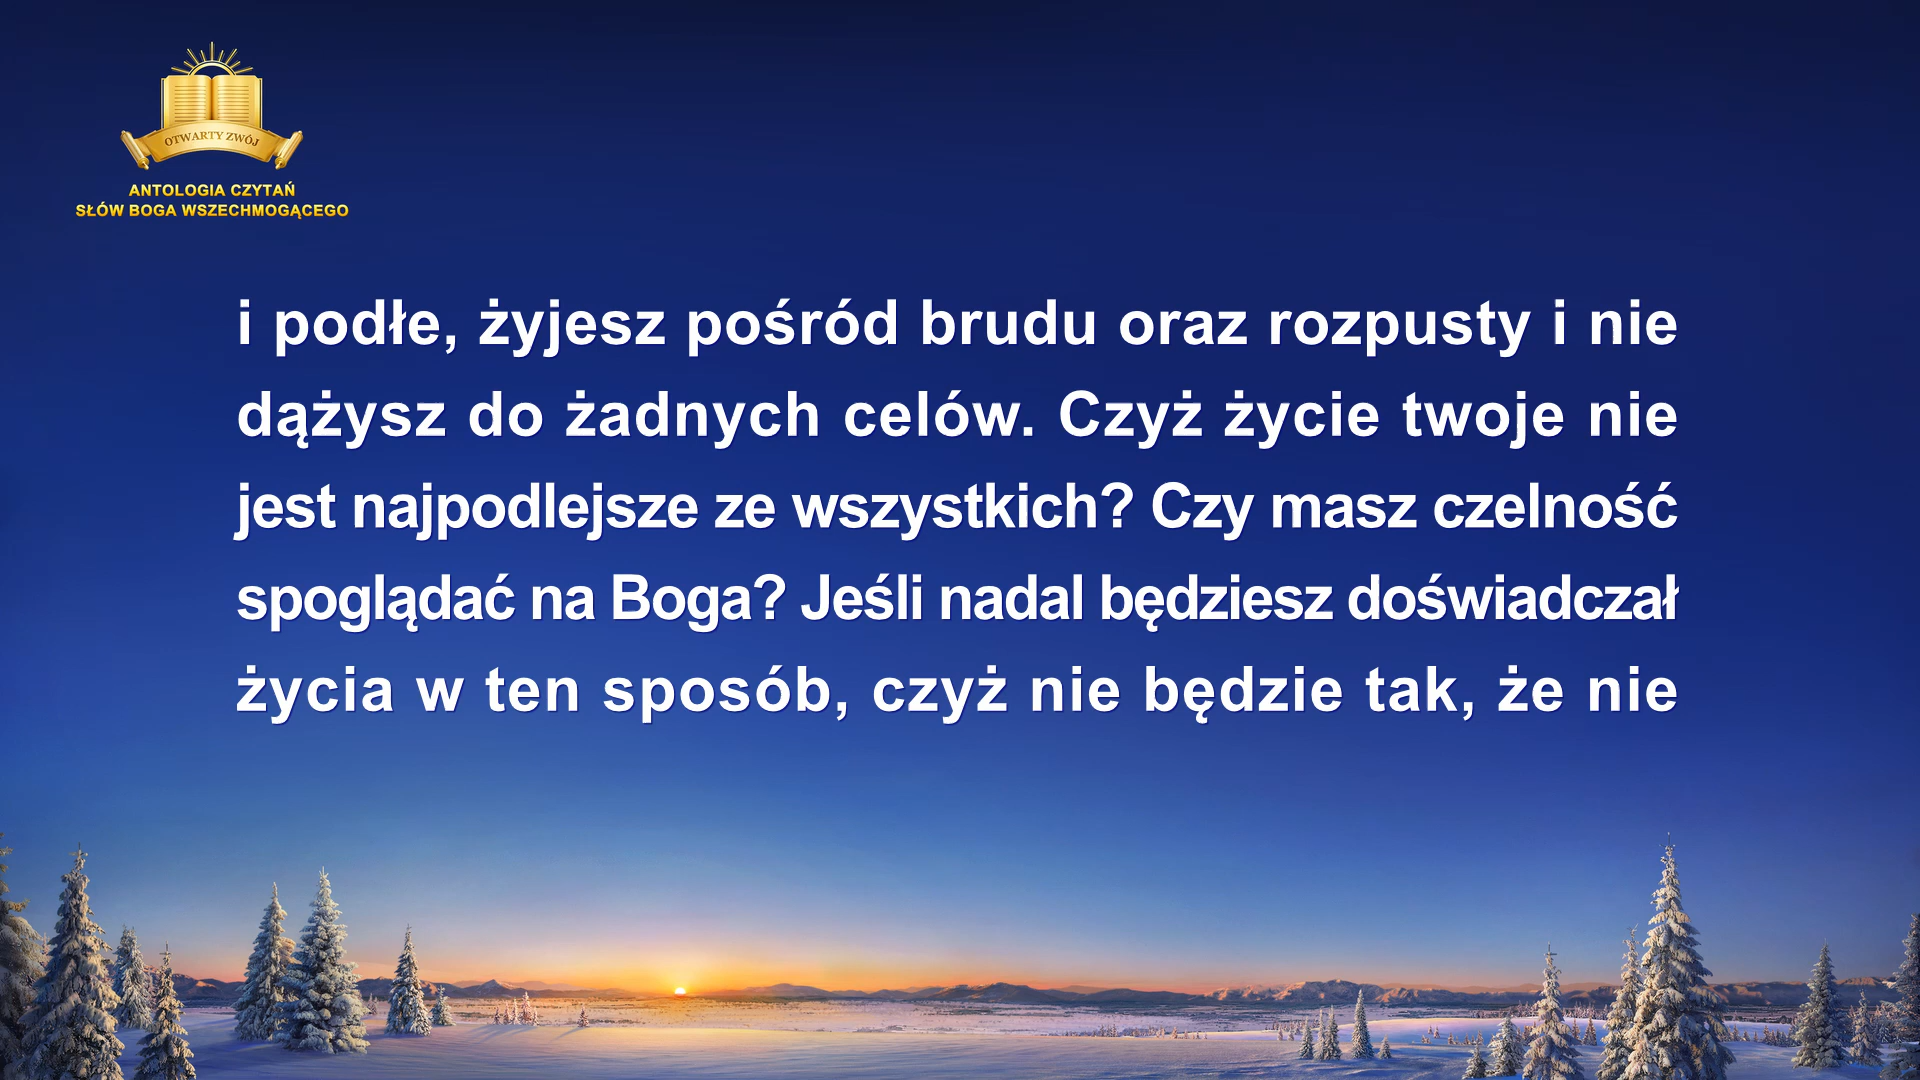 OTWARTY ZWÓJ
ANTOLOGIA CZYTAŃ
SŁÓW BOGA WSZECHMOGĄCEGO
i podłe, żyjesz pośród brudu oraz rozpusty i nie
dążysz do żadnych celów. Czyż życie twoje nie
jest najpodlejsze ze wszystkich? Czy masz czelność
spoglądać na Boga? Jeśli nadal będziesz doświadczał
życia w ten sposób, czyż nie będzie tak, że nie